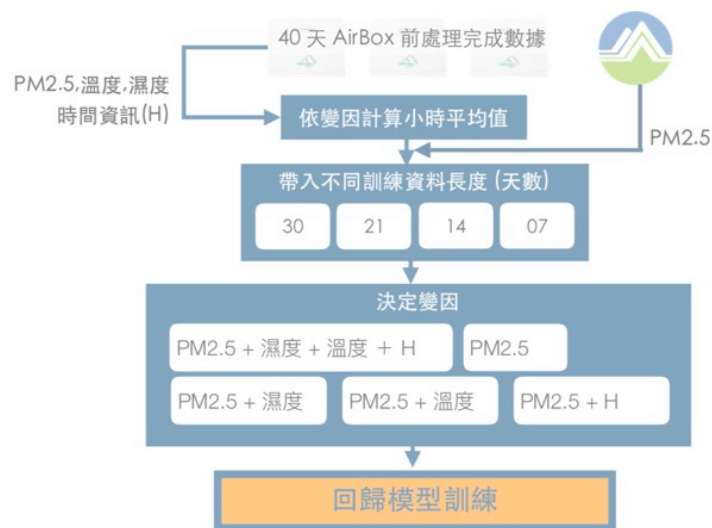 40 天 AirBox 前處理完成數據
PM2.5,溫度,濕度
時間資訊(H)
依變因計算小時平均值
PM2.5
帶入不同訓練資料長度 (天數)
30 21 14 07
決定變因
PM2.5 + 濕度 + 溫度 + H PM2.5
PM2.5 + 濕度 PM2.5 + 溫度 PM2.5 + H
回歸模型訓練